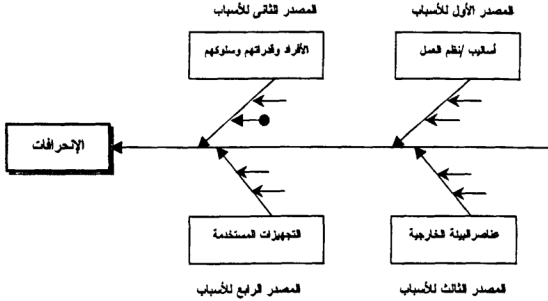 المصدر الأول للأسباب
المصدر الثانى للأسباب
أساليب /نظم العمل
الأفراد وقدراتهم وسلوكهم
الإنحرافات
عناصر البيئة الخارجية
التجهيزات المستخدمة
المصدر الثالث للأسباب
المصدر الرابع للأسباب